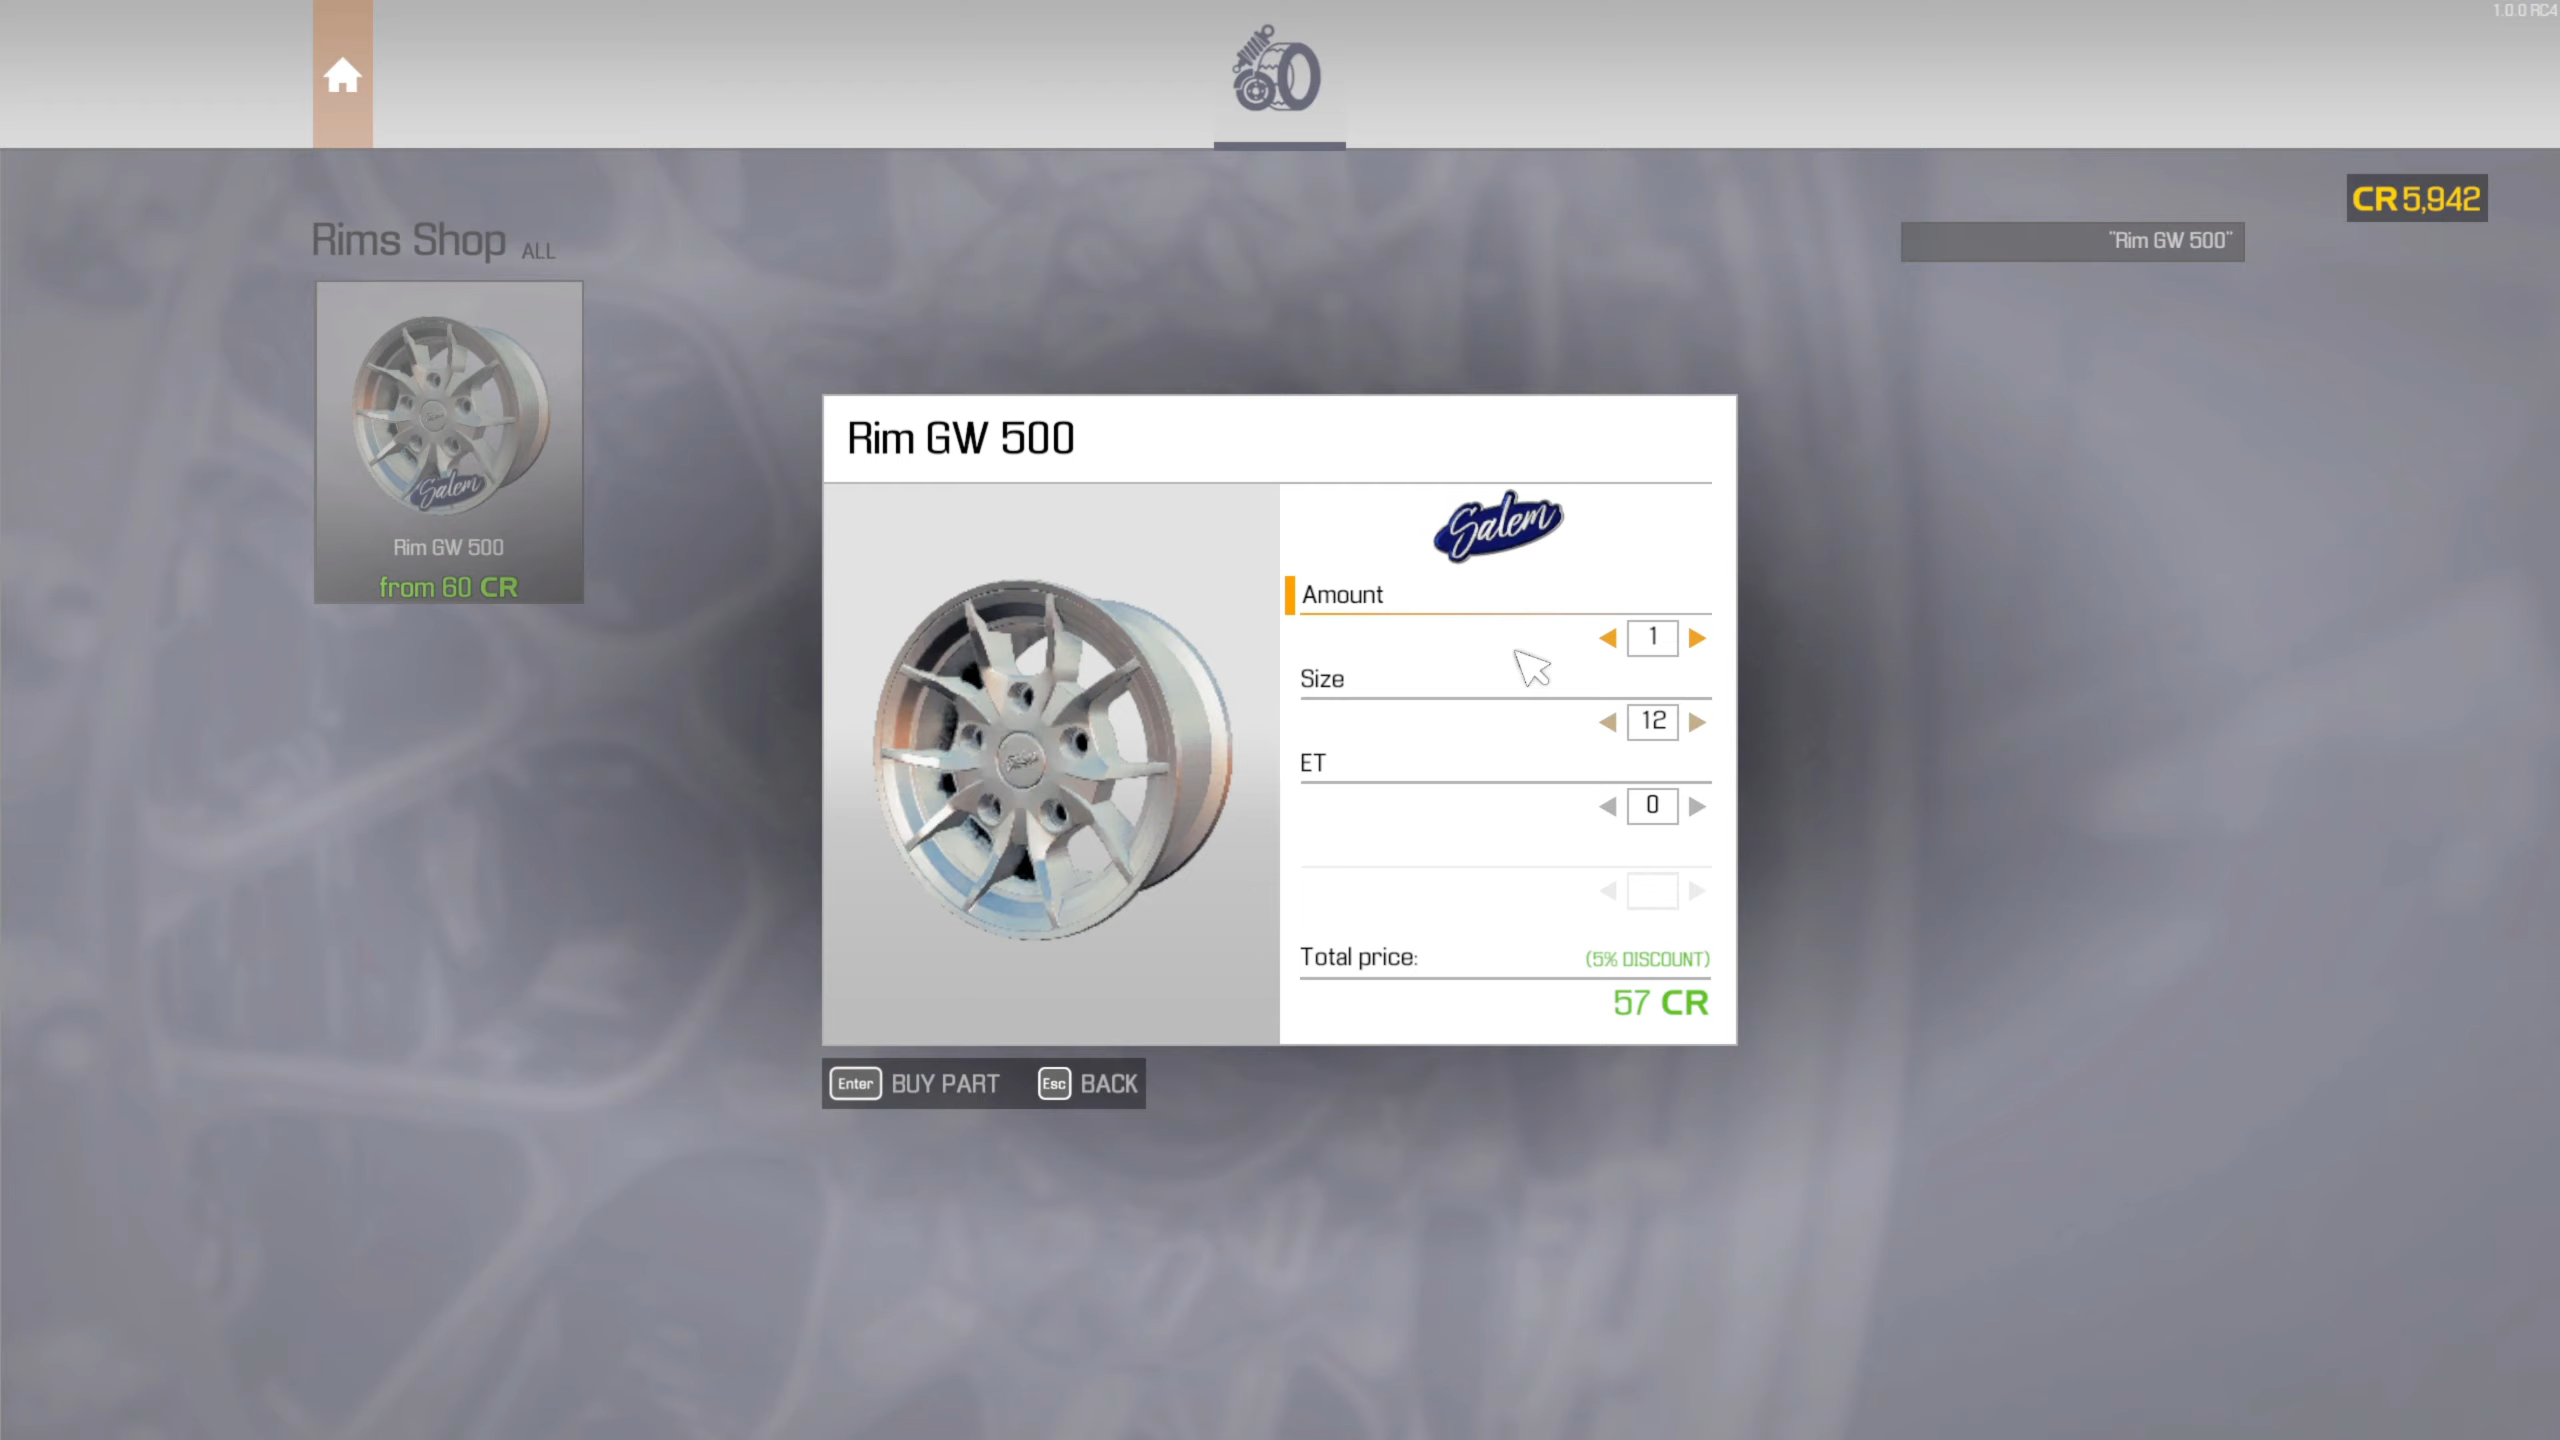 1.0.0 RC4
CR 5,942
Rims Shop ALL
"Rim GW 500"
Salem
Rim GW 500
from 60 CR
Rim GW 500
Salem
Amount
1
Size
12
ET
0
Total price: (5% DISCOUNT)
57 CR
Enter BUY PART Esc BACK